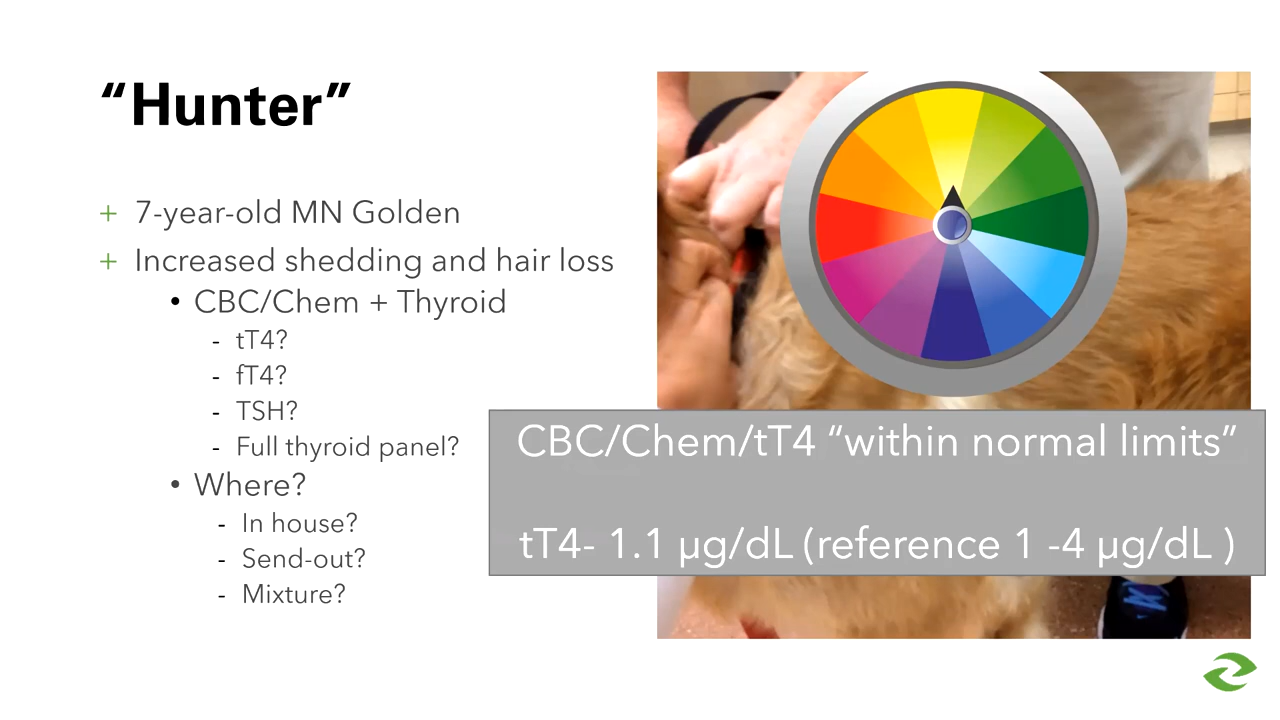 “Hunter”
+ 7-year-old MN Golden
+ Increased shedding and hair loss
• CBC/Chem + Thyroid
- tT4?
- fT4?
- TSH?
- Full thyroid panel?
• Where?
- In house?
- Send-out?
- Mixture?
CBC/Chem/tT4 “within normal limits”
tT4- 1.1 µg/dL (reference 1 -4 µg/dL )